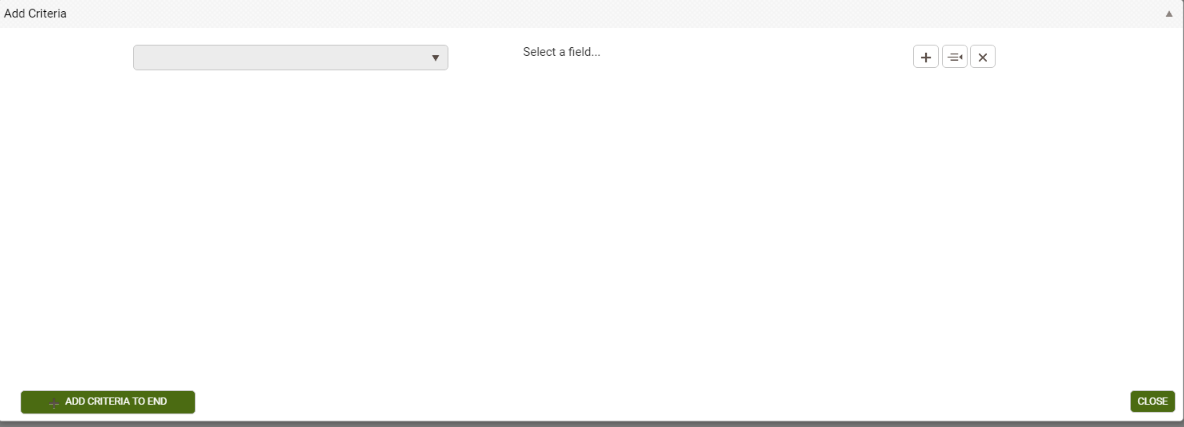 Add Criteria
Select a field...
ADD CRITERIA TO END
CLOSE